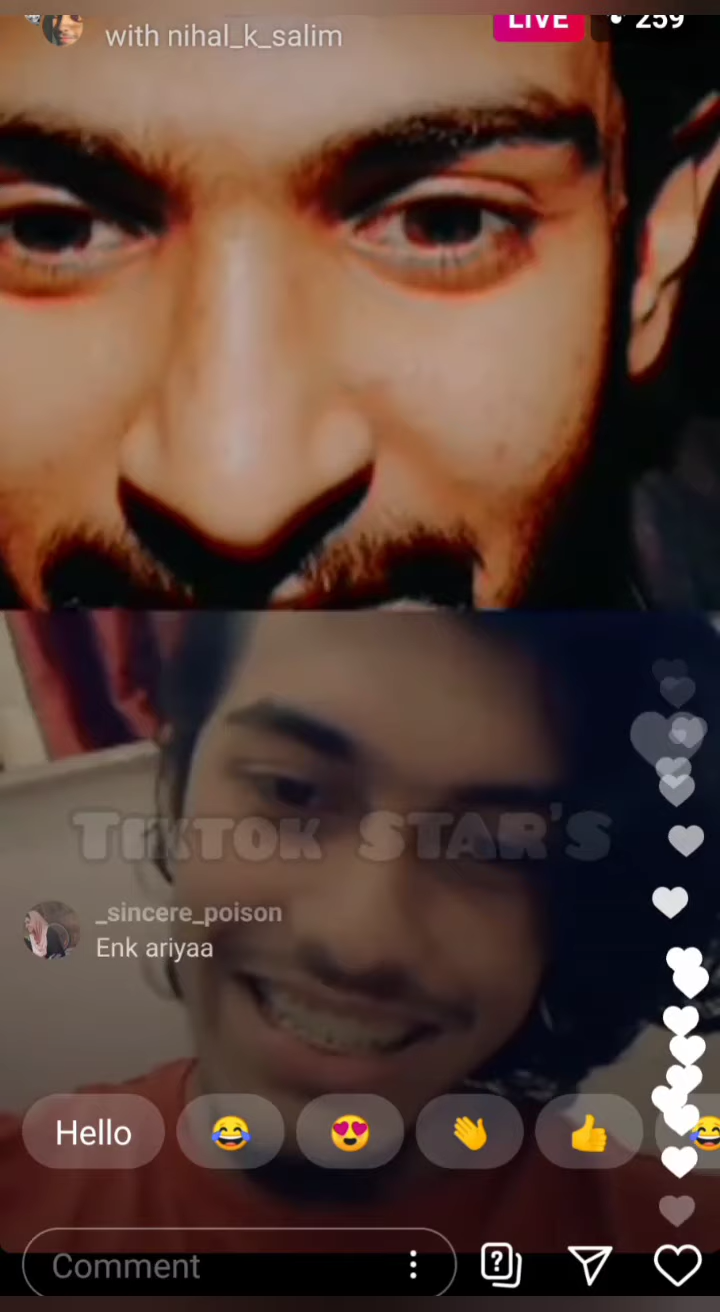 with nihal_k_salim
LIVE
259
TIKTOK STAR'S
_sincere_poison
Enk ariyaa
Hello
Comment